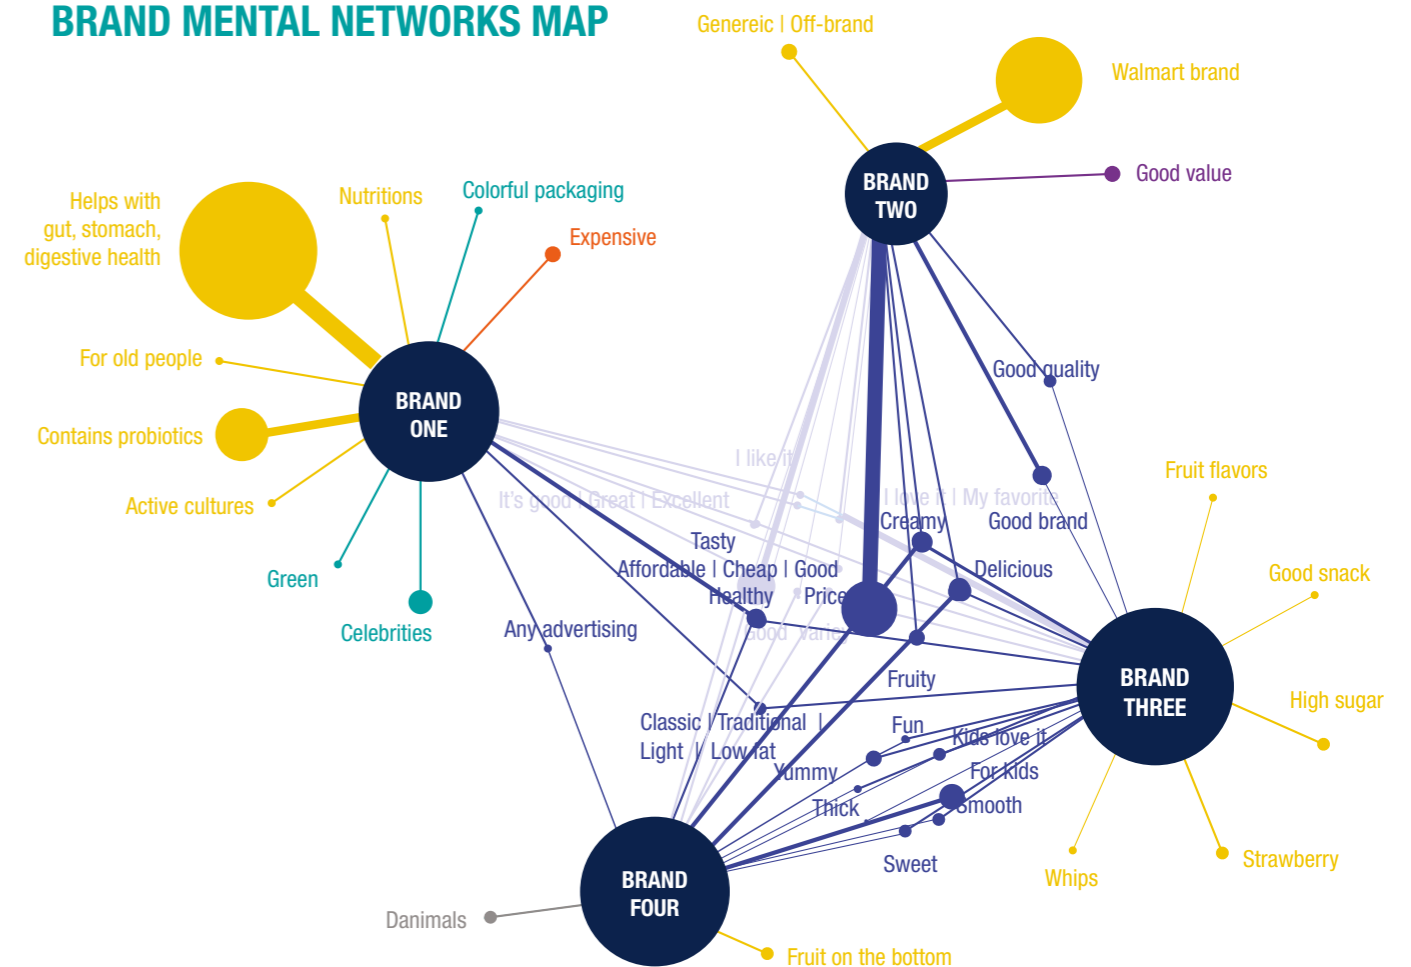 BRAND MENTAL NETWORKS MAP
Genereic | Off-brand
Walmart brand
Good value
BRAND
TWO
Helps with
gut, stomach,
digestive health
Nutritions
Colorful packaging
Expensive
For old people
BRAND
ONE
Contains probiotics
Active cultures
Green
Celebrities
Any advertising
Good quality
I like it
It's good | Great | Excellent
I love it | My favorite
Creamy
Good brand
Tasty
Affordable | Cheap | Good
Price
Healthy
Delicious
Good
Fruity
Fruit flavors
Good snack
BRAND
THREE
High sugar
Classic | Traditional |
Light | Low fat
Fun
Kids love it
Yummy
For kids
Thick
Smooth
Sweet
Whips
Strawberry
BRAND
FOUR
Danimals
Fruit on the bottom